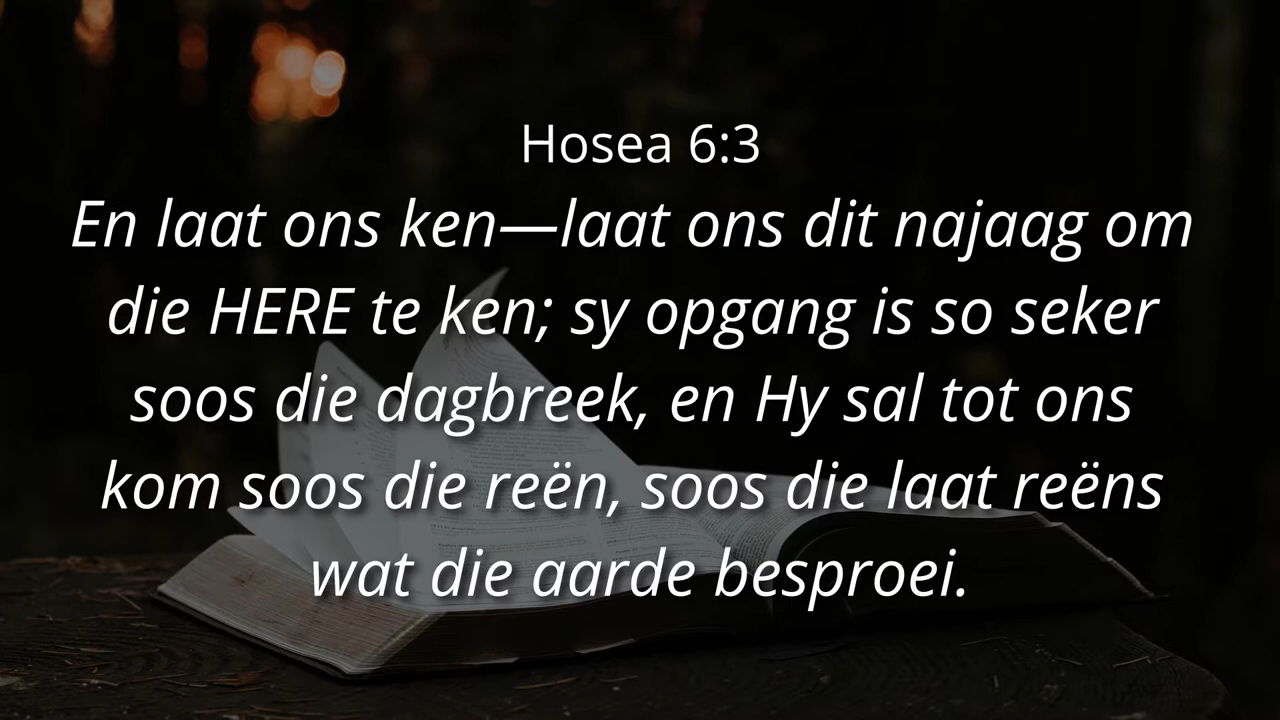 Hosea 6:3
En laat ons ken—laat ons dit najaag om
die HERE te ken; sy opgang is so seker
soos die dagbreek, en Hy sal tot ons
kom soos die reën, soos die laat reëns
wat die aarde besproei.